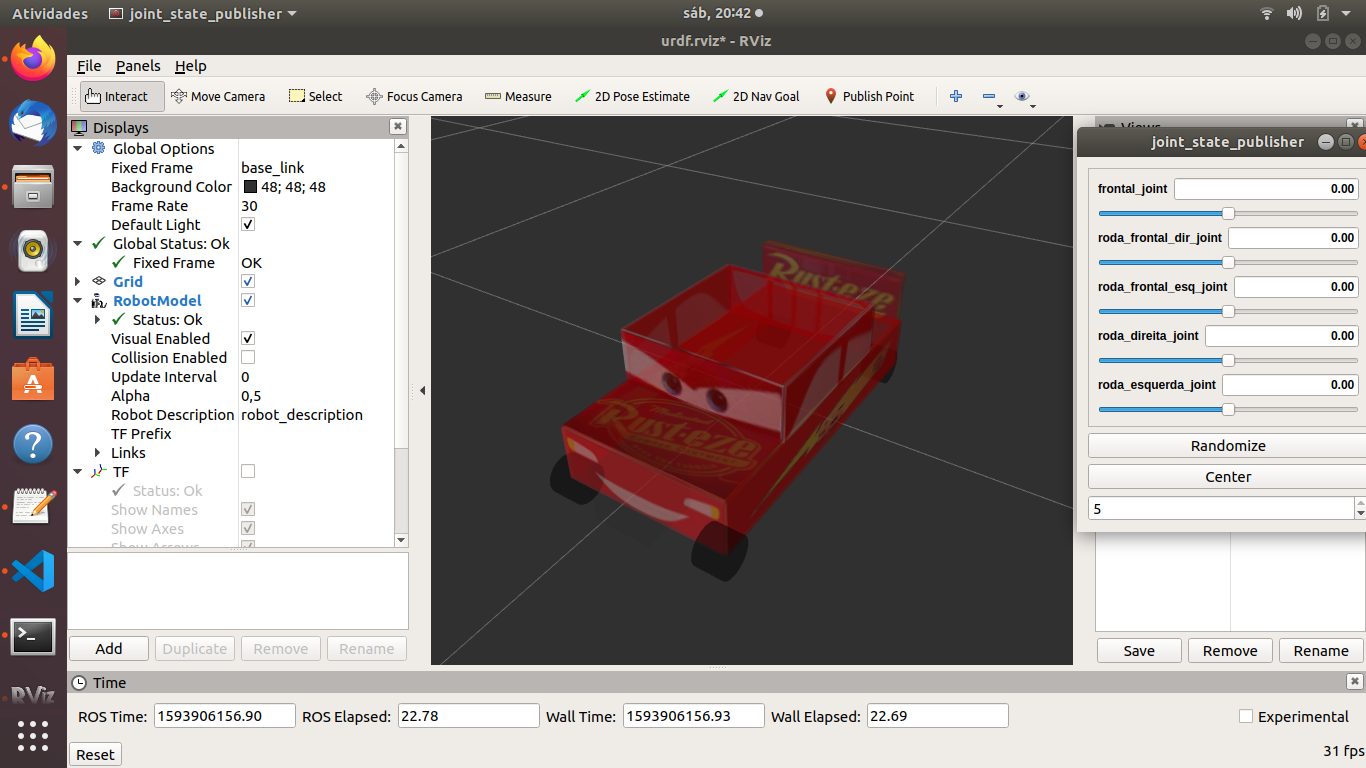 Atividades joint_state_publisher sáb, 20:42
urdf.rviz* - RViz
File Panels Help
Interact Move Camera Select Focus Camera Measure 2D Pose Estimate 2D Nav Goal Publish Point
Displays
Global Options
Fixed Frame base_link
Background Color 48; 48; 48
Frame Rate 30
Default Light
Global Status: Ok
Fixed Frame OK
Grid
RobotModel
Status: Ok
Visual Enabled
Collision Enabled
Update Interval 0
Alpha 0,5
Robot Description robot_description
TF Prefix
Links
TF
Status: Ok
Show Names
Show Axes
Show Arrows
Add Duplicate Remove Rename
Rust-eze
Rust-eze
Views
joint_state_publisher
frontal_joint 0.00
roda_frontal_dir_joint 0.00
roda_frontal_esq_joint 0.00
roda_direita_joint 0.00
roda_esquerda_joint 0.00
Randomize
Center
5
Save Remove Rename
RViz
Time
ROS Time: 1593906156.90 ROS Elapsed: 22.78 Wall Time: 1593906156.93 Wall Elapsed: 22.69 Experimental
Reset 31 fps